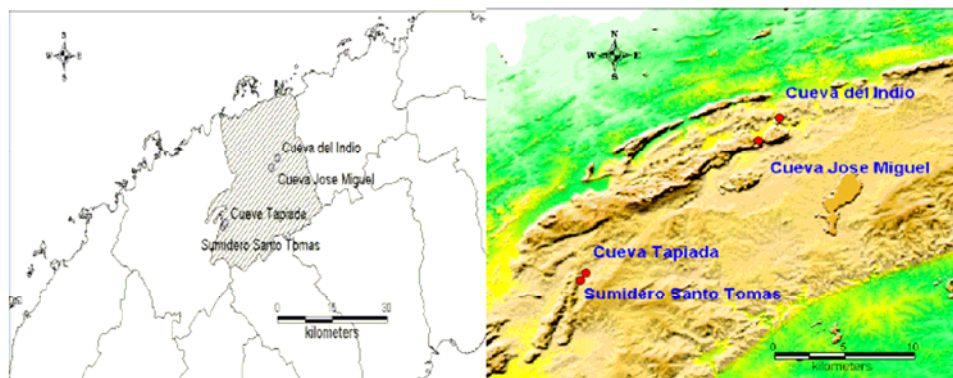 N
W E
S
Cueva del Indio
Cueva Jose Miguel
Cueve Tapiada
Sumidero Santo Tomas
0 15 30
kilometers
N
W E
S
Cueva del Indio
Cueva Jose Miguel
Cueva Tapiada
Sumidero Santo Tomas
0 5 10
kilometers